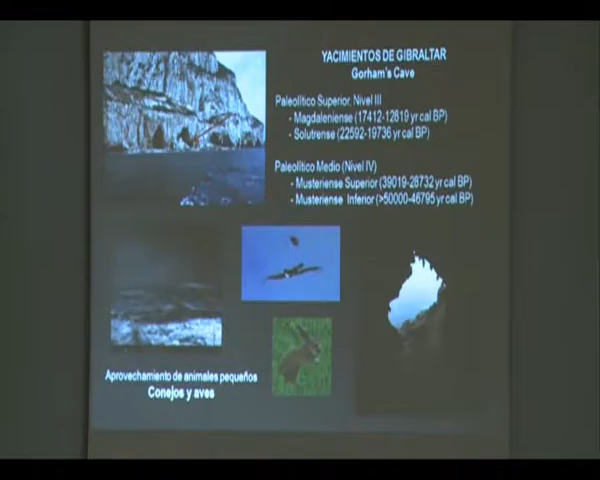 YACIMIENTOS DE GIBRALTAR
Gorham's Cave
Paleolítico Superior, Nivel III
- Magdaleniense (17412-12819 yr cal BP)
- Solutrense (22592-19736 yr cal BP)
Paleolítico Medio (Nivel IV)
- Musteriense Superior (39019-28732 yr cal BP)
- Musteriense Inferior (>50000-46795 yr cal BP)
Aprovechamiento de animales pequeños
Conejos y aves